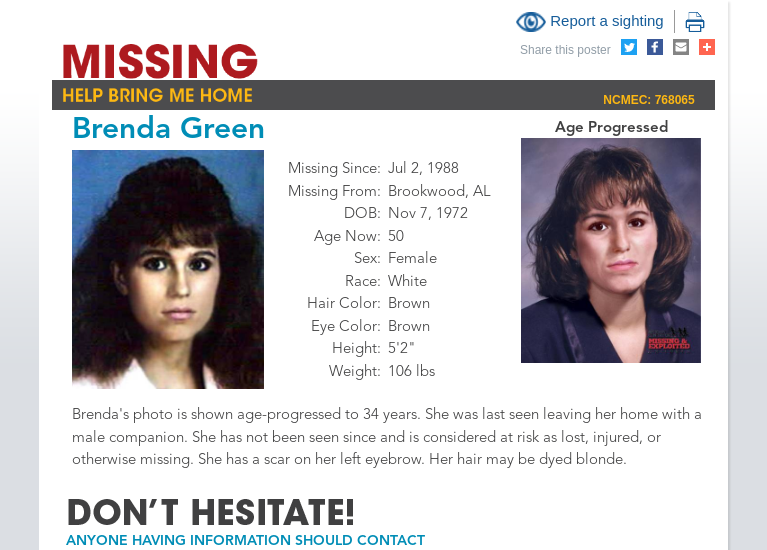 Report a sighting
Share this poster
MISSING
HELP BRING ME HOME
NCMEC: 768065
Brenda Green
Age Progressed
Missing Since: Jul 2, 1988
Missing From: Brookwood, AL
DOB: Nov 7, 1972
Age Now: 50
Sex: Female
Race: White
Hair Color: Brown
Eye Color: Brown
Height: 5'2"
Weight: 106 lbs
MISSING &
EXPLOITED
Brenda's photo is shown age-progressed to 34 years. She was last seen leaving her home with a
male companion. She has not been seen since and is considered at risk as lost, injured, or
otherwise missing. She has a scar on her left eyebrow. Her hair may be dyed blonde.
DON'T HESITATE!
ANYONE HAVING INFORMATION SHOULD CONTACT